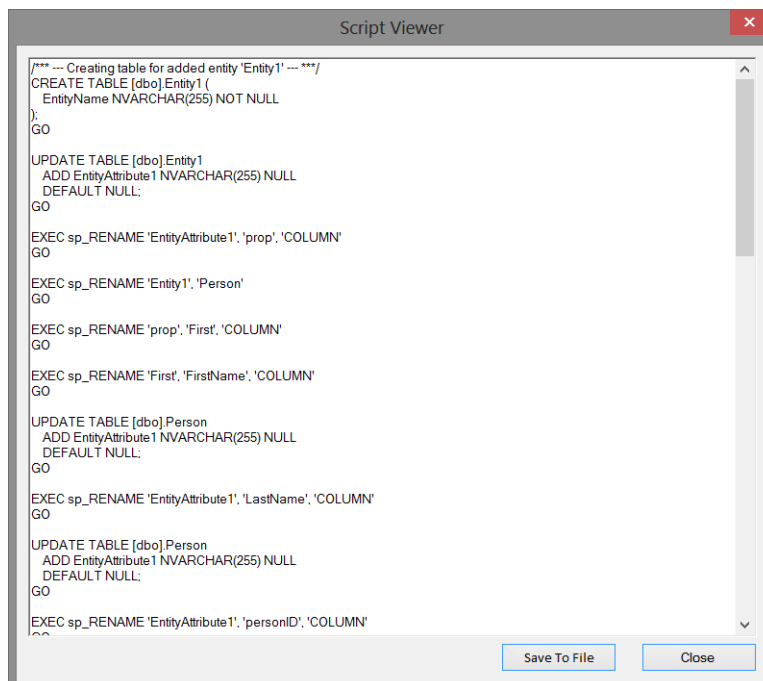 Script Viewer
/*** --- Creating table for added entity 'Entity1' --- ***/
CREATE TABLE [dbo].Entity1 (
EntityName NVARCHAR(255) NOT NULL
);
GO
UPDATE TABLE [dbo].Entity1
ADD EntityAttribute1 NVARCHAR(255) NULL
DEFAULT NULL;
GO
EXEC sp_RENAME 'EntityAttribute1', 'prop', 'COLUMN'
GO
EXEC sp_RENAME 'Entity1', 'Person'
GO
EXEC sp_RENAME 'prop', 'First', 'COLUMN'
GO
EXEC sp_RENAME 'First', 'FirstName', 'COLUMN'
GO
UPDATE TABLE [dbo].Person
ADD EntityAttribute1 NVARCHAR(255) NULL
DEFAULT NULL;
GO
EXEC sp_RENAME 'EntityAttribute1', 'LastName', 'COLUMN'
GO
UPDATE TABLE [dbo].Person
ADD EntityAttribute1 NVARCHAR(255) NULL
DEFAULT NULL;
GO
EXEC sp_RENAME 'EntityAttribute1', 'personID', 'COLUMN'
Save To File
Close